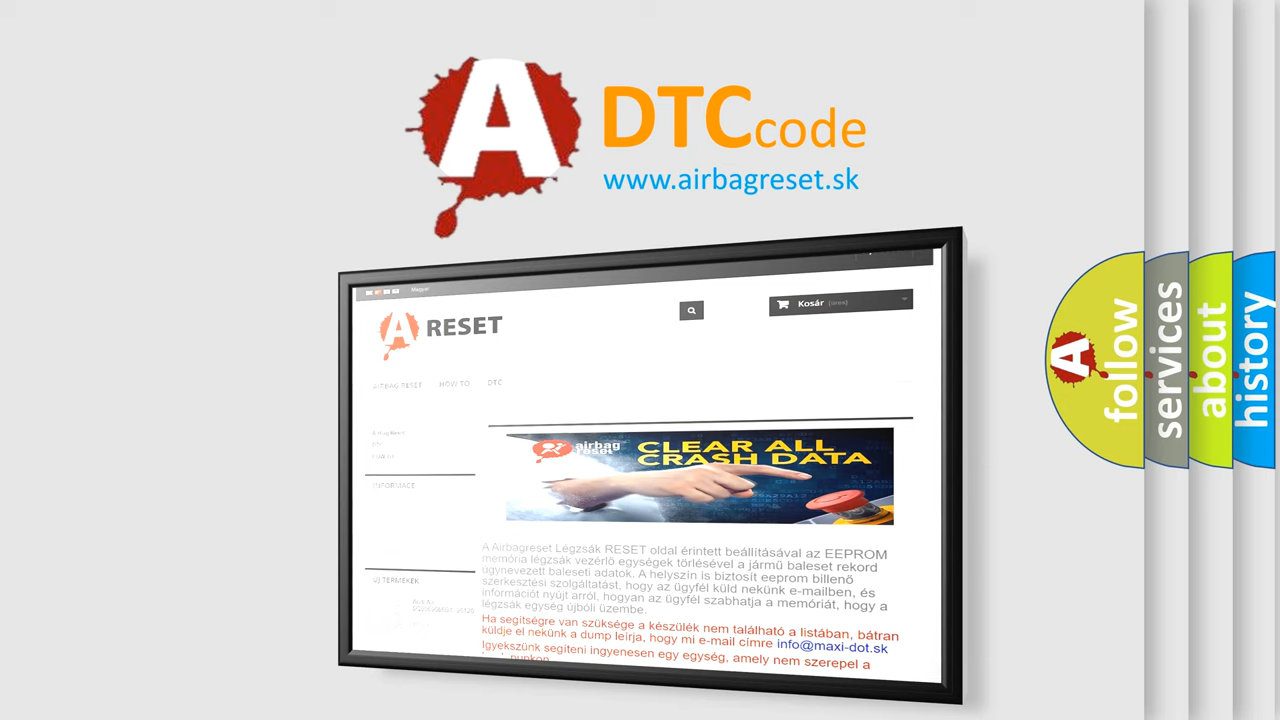 A DTC code
www.airbagreset.sk
Magyar
Kosár (üres)
A RESET
AIRBAG RESET HOW TO DTC
INFORMACE
ÚJ TERMÉKEK
airbag
reset
CLEAR ALL
CRASH DATA
A Airbagreset Légzsák RESET oldal érintett beállításával az EEPROM
memória légzsák vezérlő egységek törlésével a jármű baleset rekord
úgynevezett baleseti adatok. A helyszín is biztosít eeprom billenő
szerkesztési szolgáltatást, hogy az ügyfél küld nekünk e-mailben, és
információt nyújt arról, hogyan az ügyfél szabhatja a memóriát, hogy a
légzsák egység újbóli üzembe.
Ha segítségre van szüksége a készülék nem található a listában, bátran
küldje el nekünk a dump leírja, hogy mi e-mail címre info@maxi-dot.sk
Igyekszünk segíteni ingyenesen egy egység, amely nem szerepel a
A follow
services
about
history